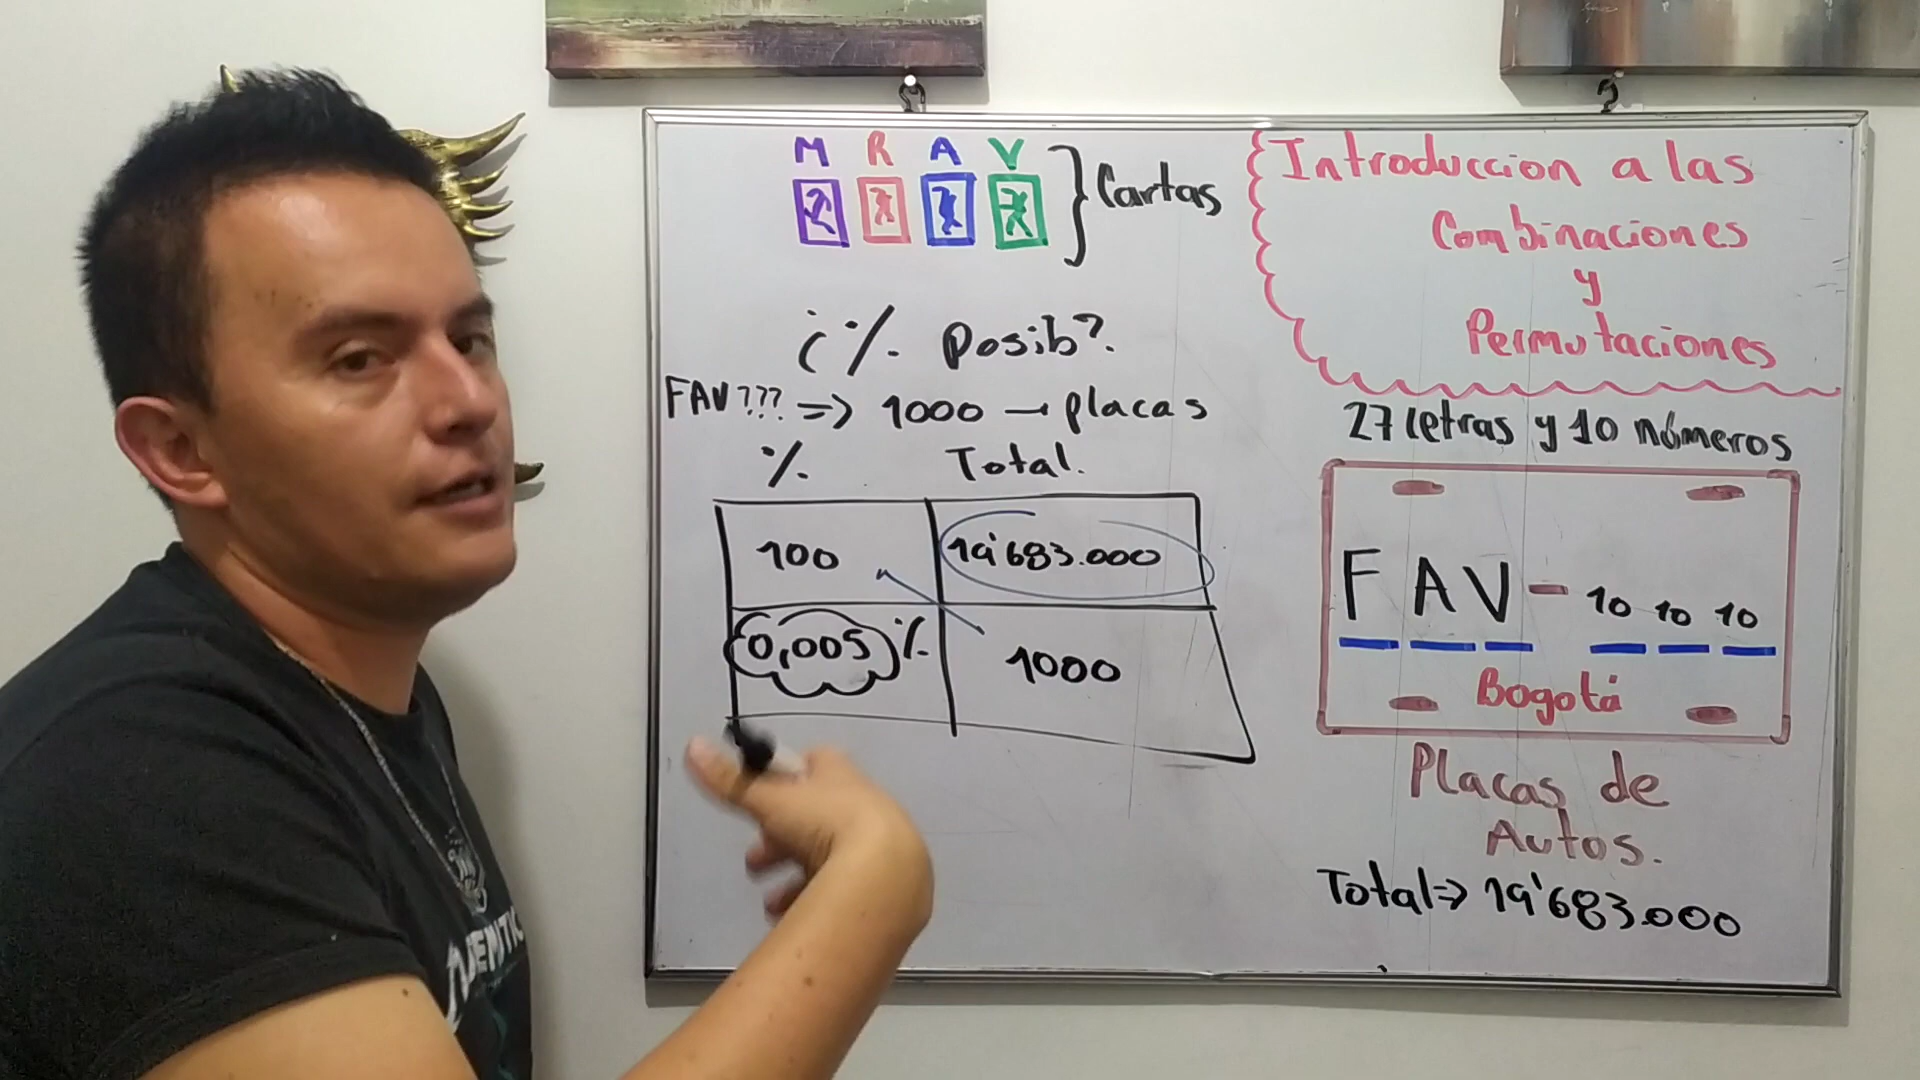 M R A V
Cartas
¿% Posib?.
FAV??? => 1000 → placas
% Total.
100 19'683.000
0,005 % 1000
Introduccion a las
Combinaciones
y
Permutaciones
27 letras y 10 números
F A V - 10 10 10
Bogotá
Placas de
Autos.
Total=> 19'683.000